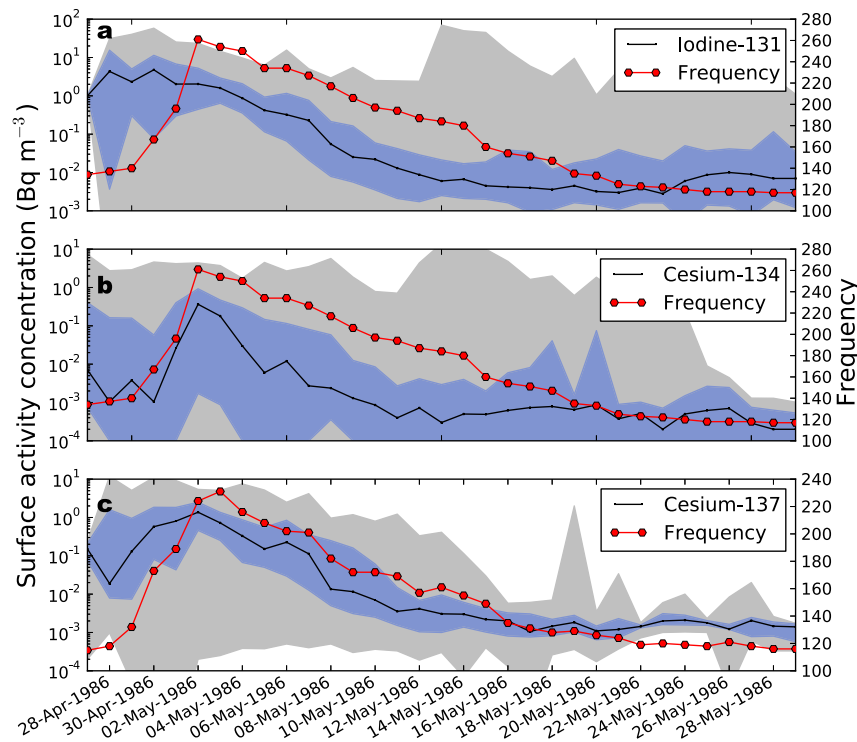 a
10² 280
10¹ 260
10⁰ 240
10⁻¹ 220
10⁻² 200
10⁻³ 180
160
140
120
100
Iodine-131
Frequency
b
10¹ 280
10⁰ 260
10⁻¹ 240
10⁻² 220
10⁻³ 200
10⁻⁴ 180
160
140
120
100
Cesium-134
Frequency
Surface activity concentration (Bq m⁻³)
Frequency
c
10¹ 240
10⁰ 220
10⁻¹ 200
10⁻² 180
10⁻³ 160
10⁻⁴ 140
120
100
Cesium-137
Frequency
28-Apr-1986
30-Apr-1986
02-May-1986
04-May-1986
06-May-1986
08-May-1986
10-May-1986
12-May-1986
14-May-1986
16-May-1986
18-May-1986
20-May-1986
22-May-1986
24-May-1986
26-May-1986
28-May-1986